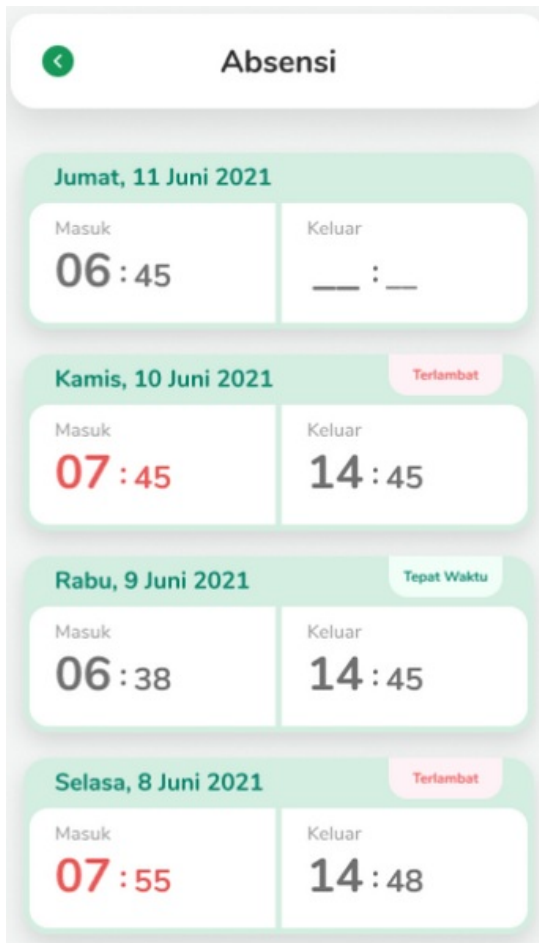 Absensi
Jumat, 11 Juni 2021
Masuk Keluar
06 : 45 __ : __
Kamis, 10 Juni 2021 Terlambat
Masuk Keluar
07 : 45 14 : 45
Rabu, 9 Juni 2021 Tepat Waktu
Masuk Keluar
06 : 38 14 : 45
Selasa, 8 Juni 2021 Terlambat
Masuk Keluar
07 : 55 14 : 48